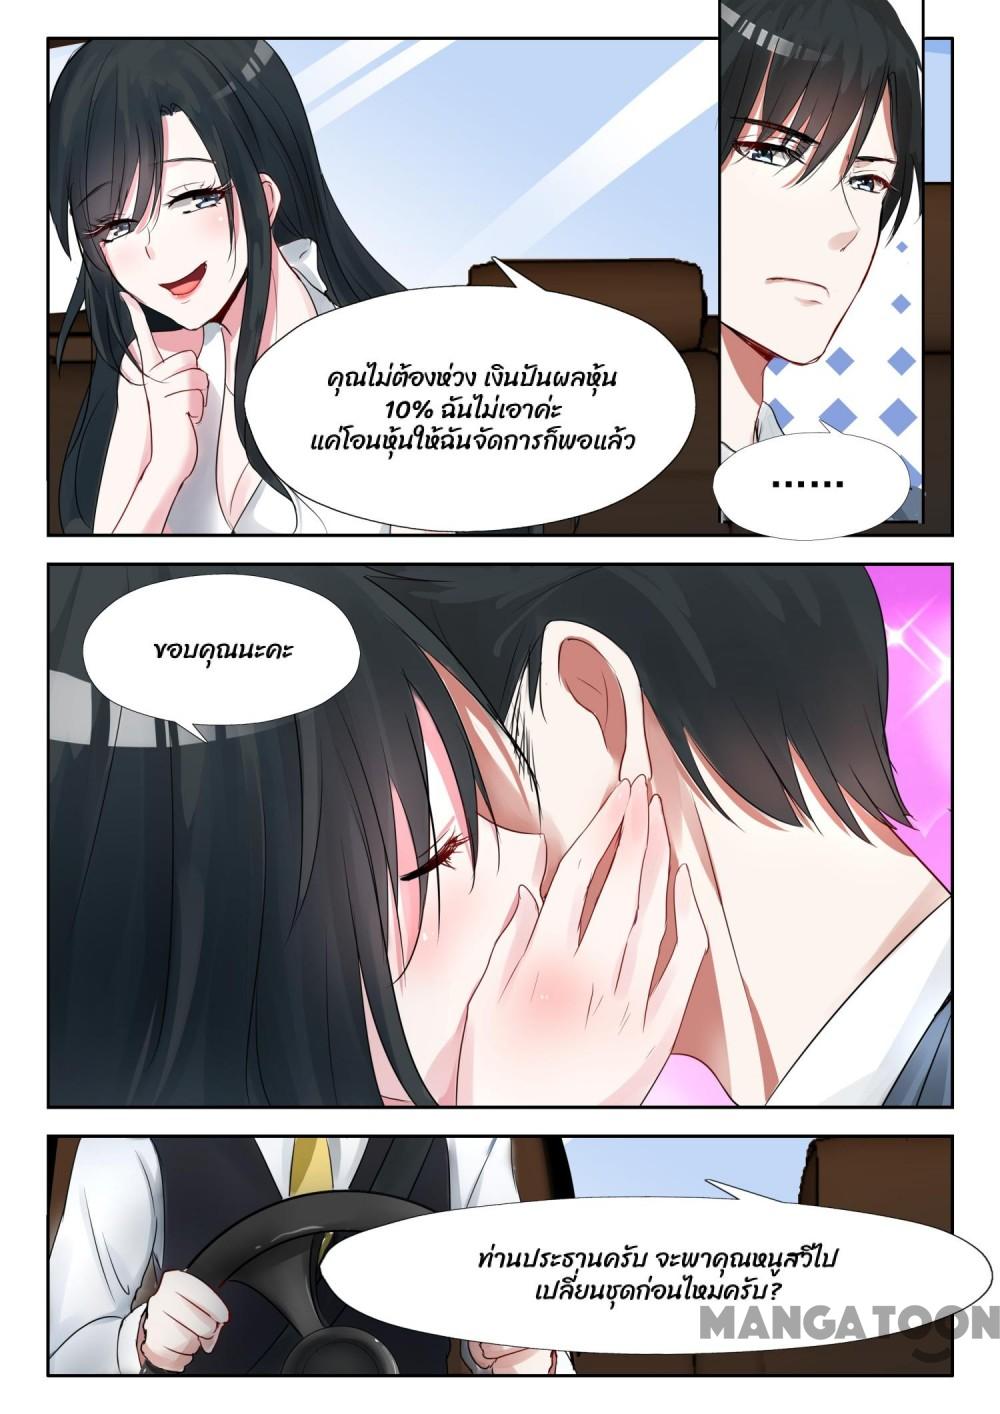 คุณไม่ต้องห่วง เงินปันผลหุ้น
10% ฉันไม่เอาค่ะ
แค่โอนหุ้นให้ฉันจัดการก็พอแล้ว
......
ขอบคุณนะคะ
ท่านประธานครับ จะพาคุณหนูสวีไป
เปลี่ยนชุดก่อนไหมครับ?
MANGATOON